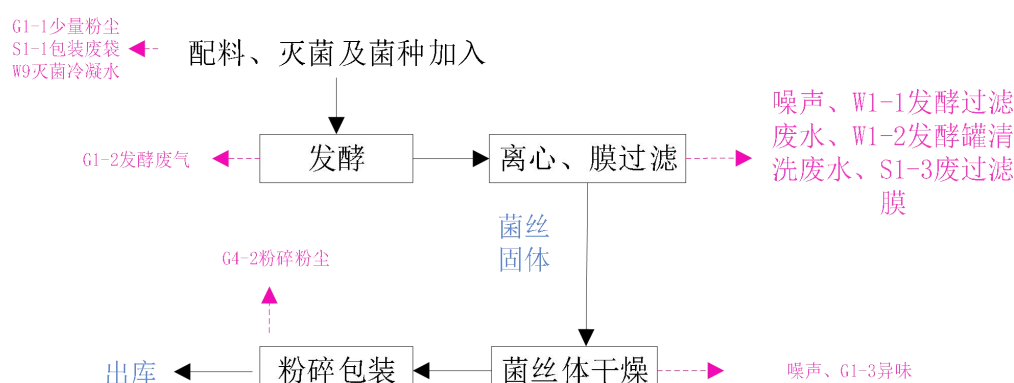 G1-1少量粉尘
S1-1包装废袋
W9灭菌冷凝水
配料、灭菌及菌种加入
噪声、W1-1发酵过滤
废水、W1-2发酵罐清
洗废水、S1-3废过滤
膜
G1-2发酵废气
发酵
离心、膜过滤
菌丝
固体
G4-2粉碎粉尘
出库
粉碎包装
菌丝体干燥
噪声、G1-3异味